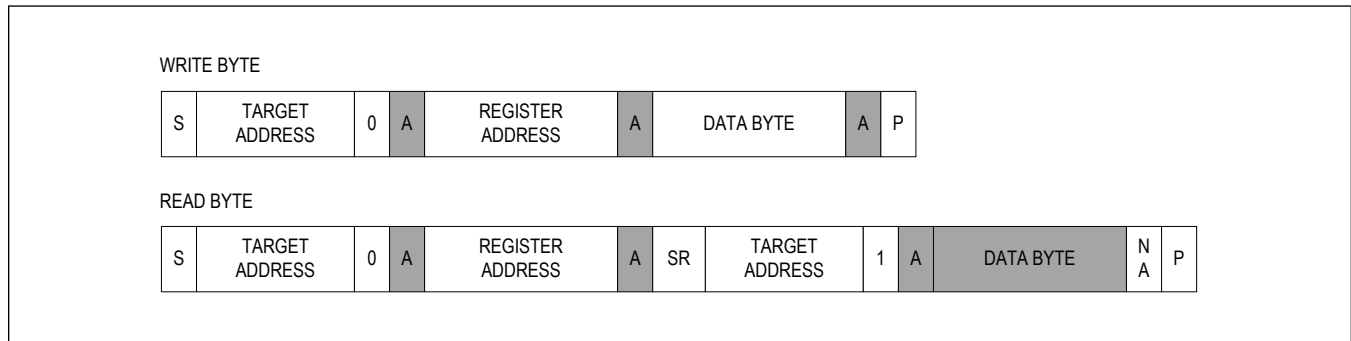 WRITE BYTE
S TARGET ADDRESS 0 A REGISTER ADDRESS A DATA BYTE A P
READ BYTE
S TARGET ADDRESS 0 A REGISTER ADDRESS A SR TARGET ADDRESS 1 A DATA BYTE NA P